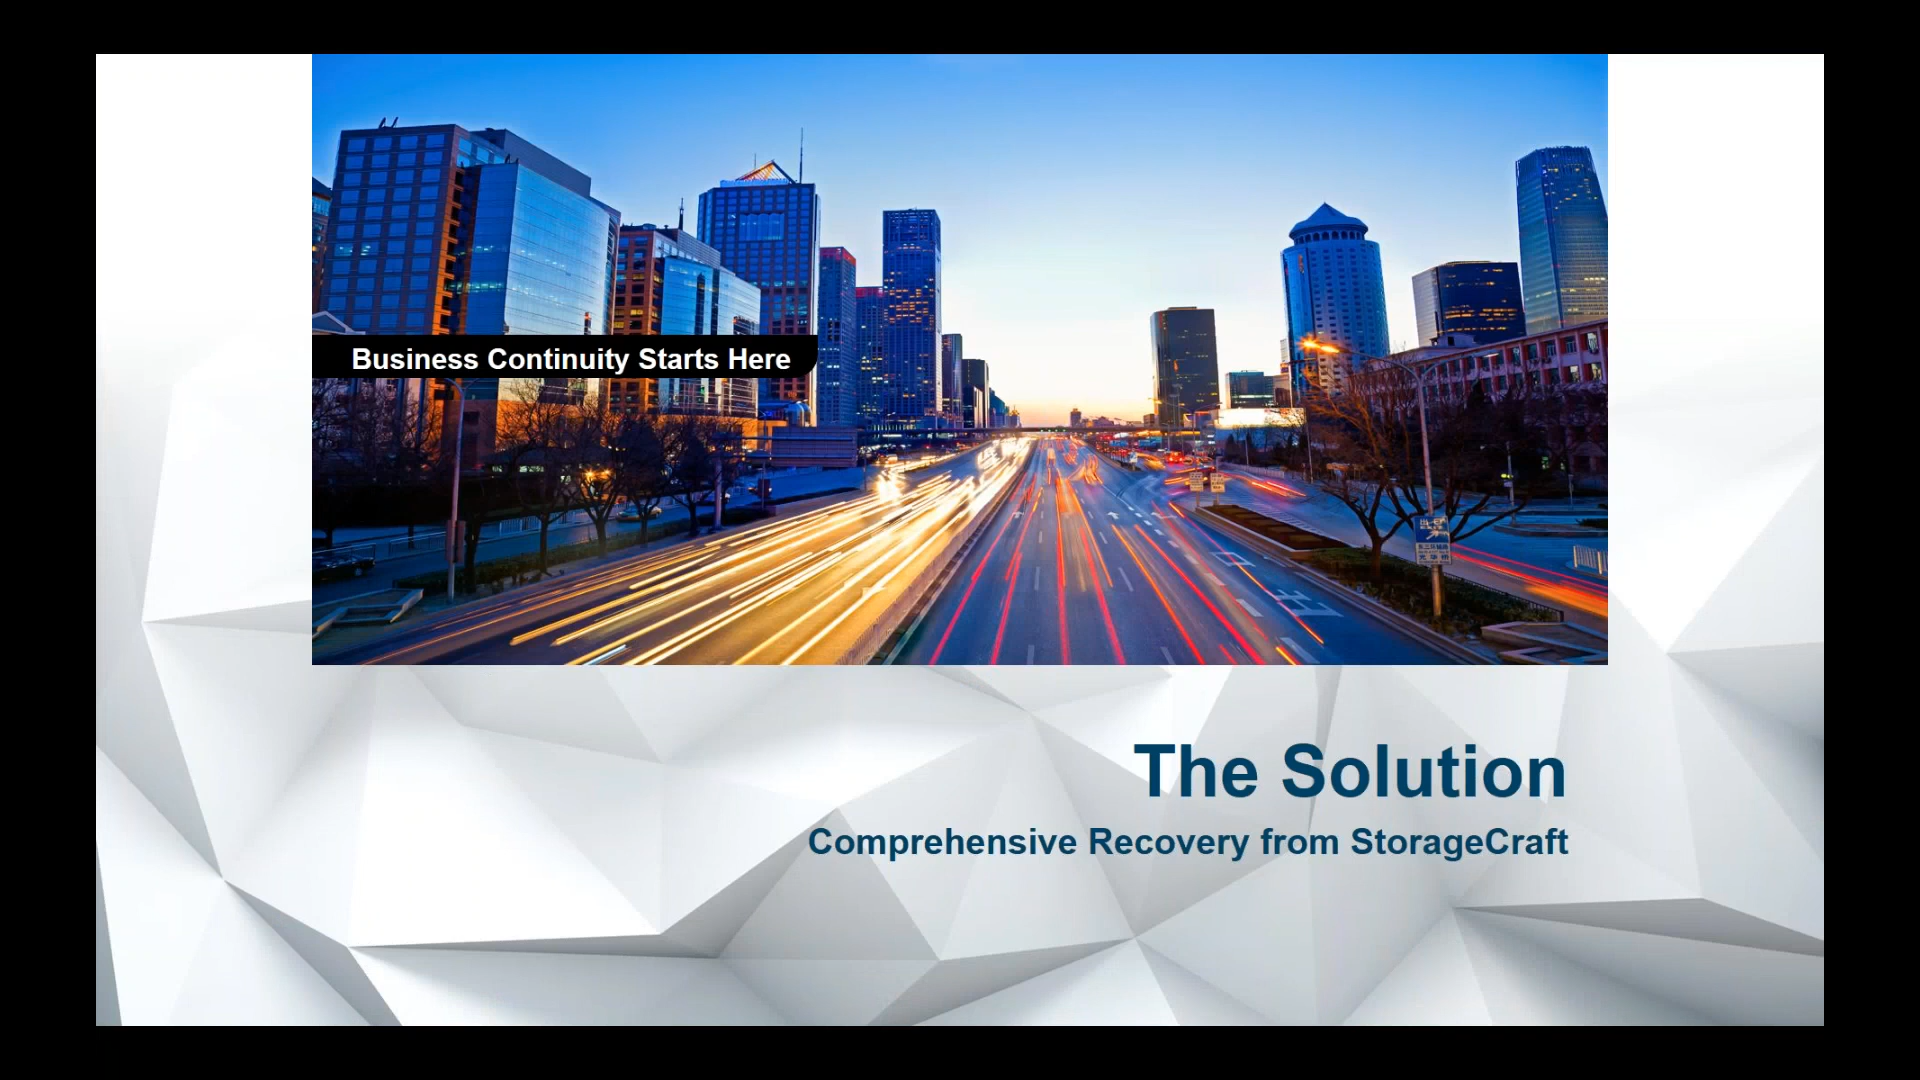 Business Continuity Starts Here
The Solution
Comprehensive Recovery from StorageCraft